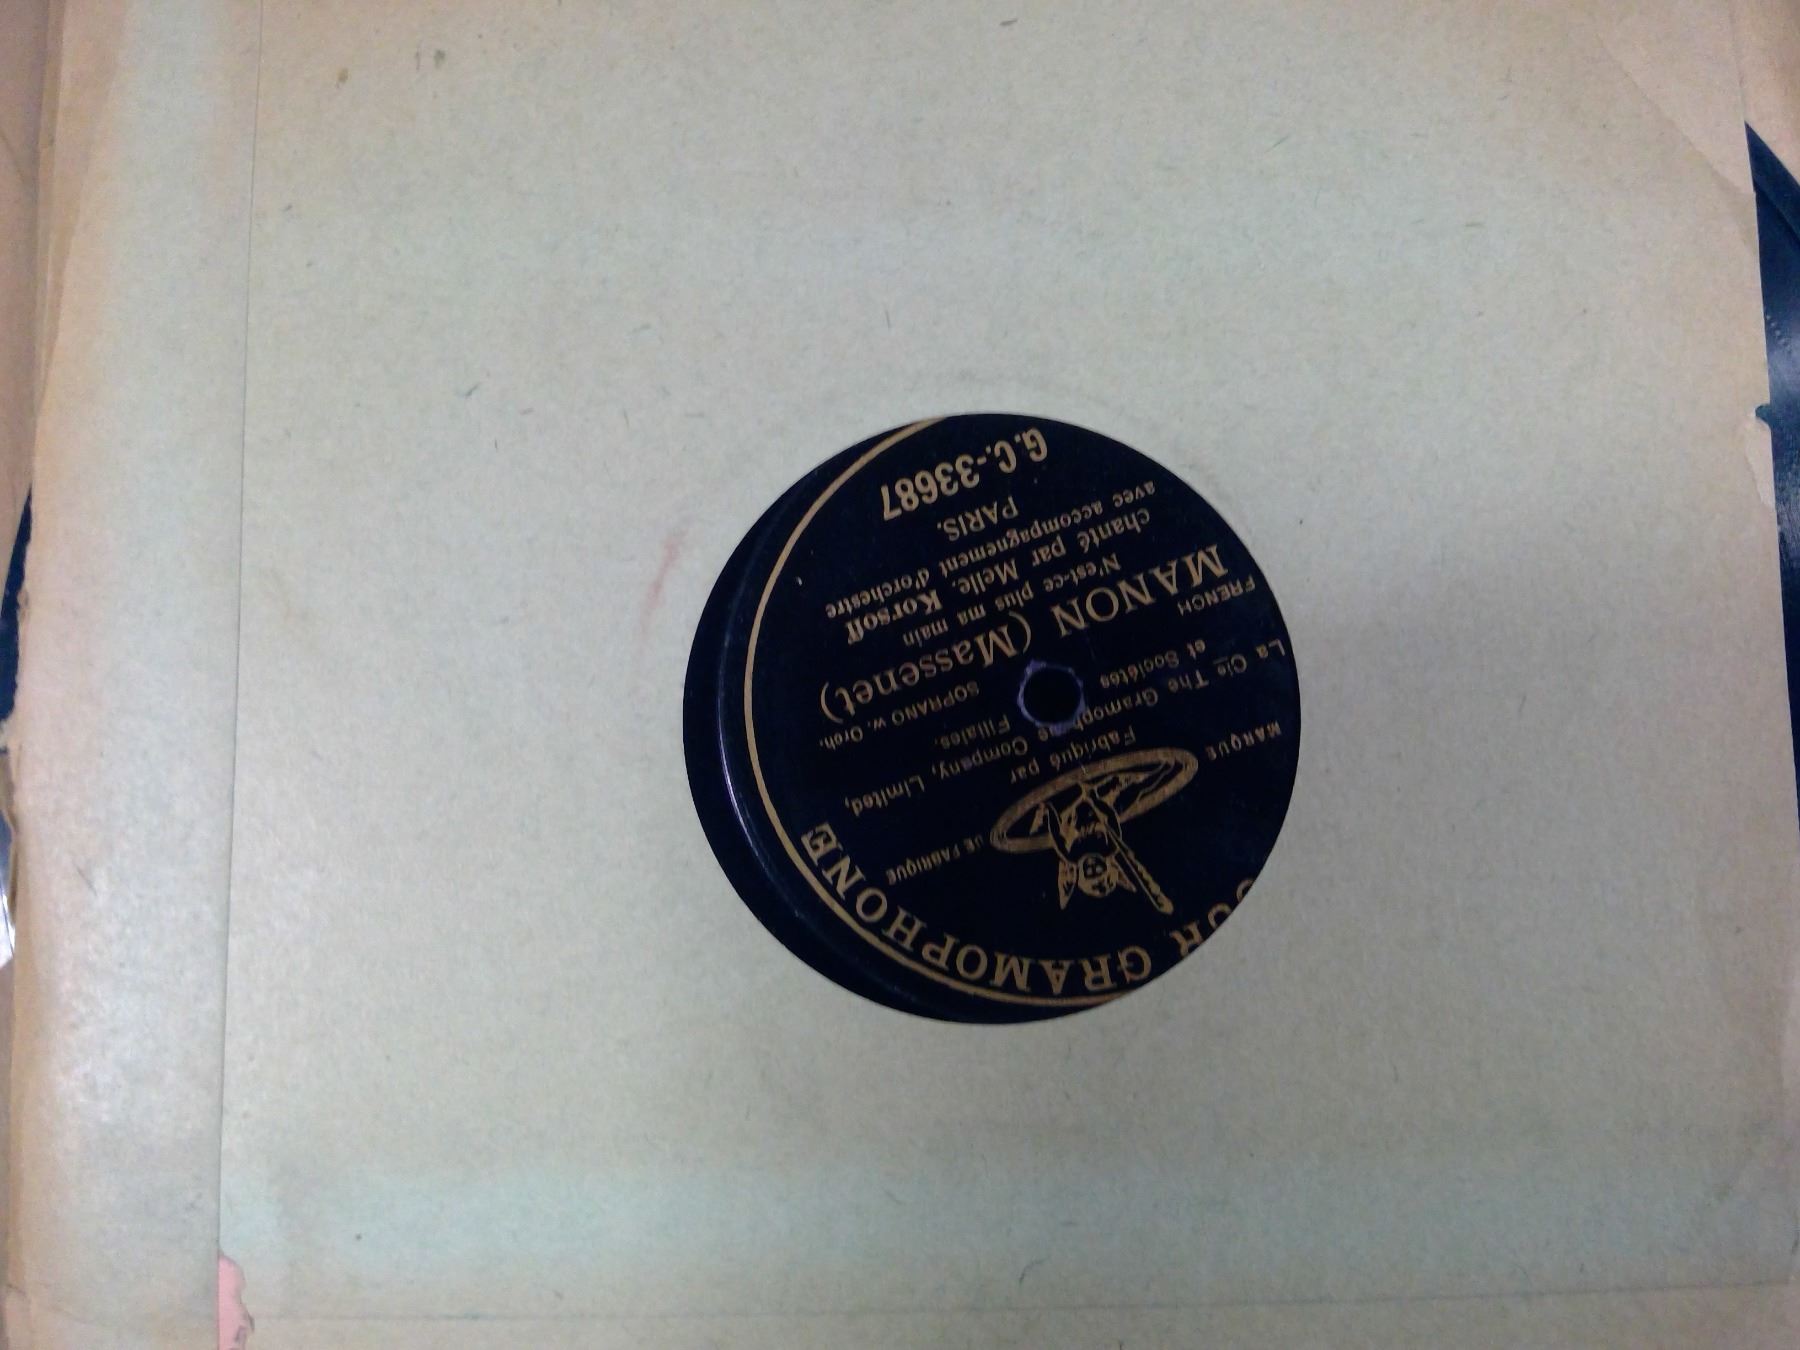 UR GRAMOPHONE
MARQUE DE FABRIQUE
Fabriqué par
La Cie The Gramophone Company, Limited,
et Sociétés Filiales.
FRENCH SOPRANO w. Orch.
MANON (Massenet)
N'est-ce plus ma main
chanté par Melle. Korsoff
avec accompagnement d'orchestre
PARIS.
G.C.-33687